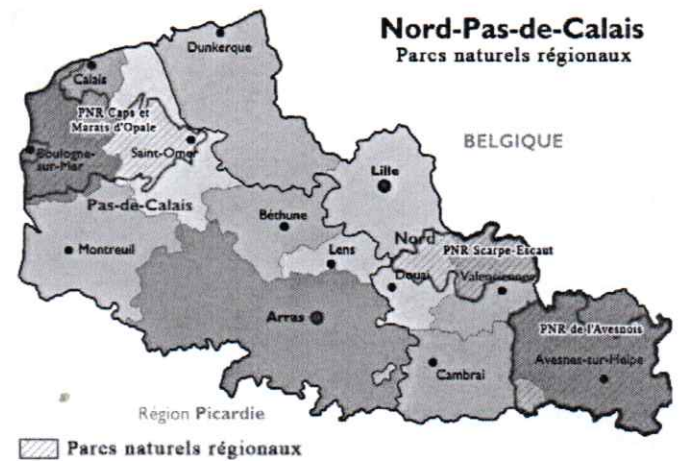 Nord-Pas-de-Calais
Parcs naturels régionaux
Dunkerque
Calais
PNR Caps et
Marais d'Opale
BELGIQUE
Boulogne-
sur-Mer
Saint-Omer
Lille
Pas-de-Calais
Béthune
Nord
Montreuil
Lens
PNR Scarpe-Escaut
Douai
Valenciennes
Arras
PNR de l'Avesnois
Avesnes-sur-Helpe
Cambrai
Région Picardie
Parcs naturels régionaux